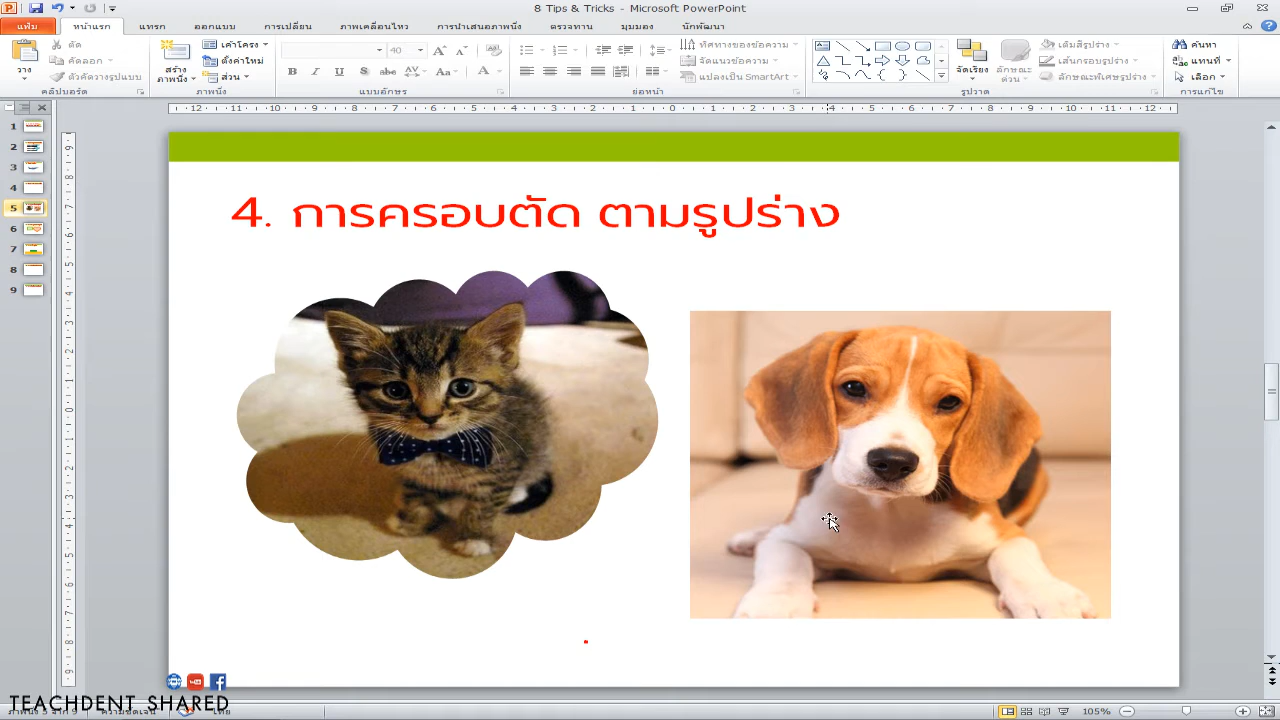 8 Tips & Tricks - Microsoft PowerPoint
แฟ้ม หน้าแรก แทรก ออกแบบ การเปลี่ยน ภาพเคลื่อนไหว การนำเสนอภาพนิ่ง ตรวจทาน มุมมอง นักพัฒนา
วาง ตัด คัดลอก ตัวคัดวางรูปแบบ
สร้างภาพนิ่ง เค้าโครง ตั้งค่าใหม่ ส่วน
40
ทิศทางของข้อความ จัดแนวข้อความ แปลงเป็น SmartArt
จัดเรียง ลักษณะด่วน เติมสีรูปร่าง เส้นกรอบรูปร่าง ลักษณะพิเศษรูปร่าง
ค้นหา แทนที่ เลือก
คลิปบอร์ด ภาพนิ่ง แบบอักษร ย่อหน้า รูปวาด การแก้ไข
1
2
3
4
5
6
7
8
9
4. การครอบตัด ตามรูปร่าง
TEACHDENT SHARED
ไทย 105%